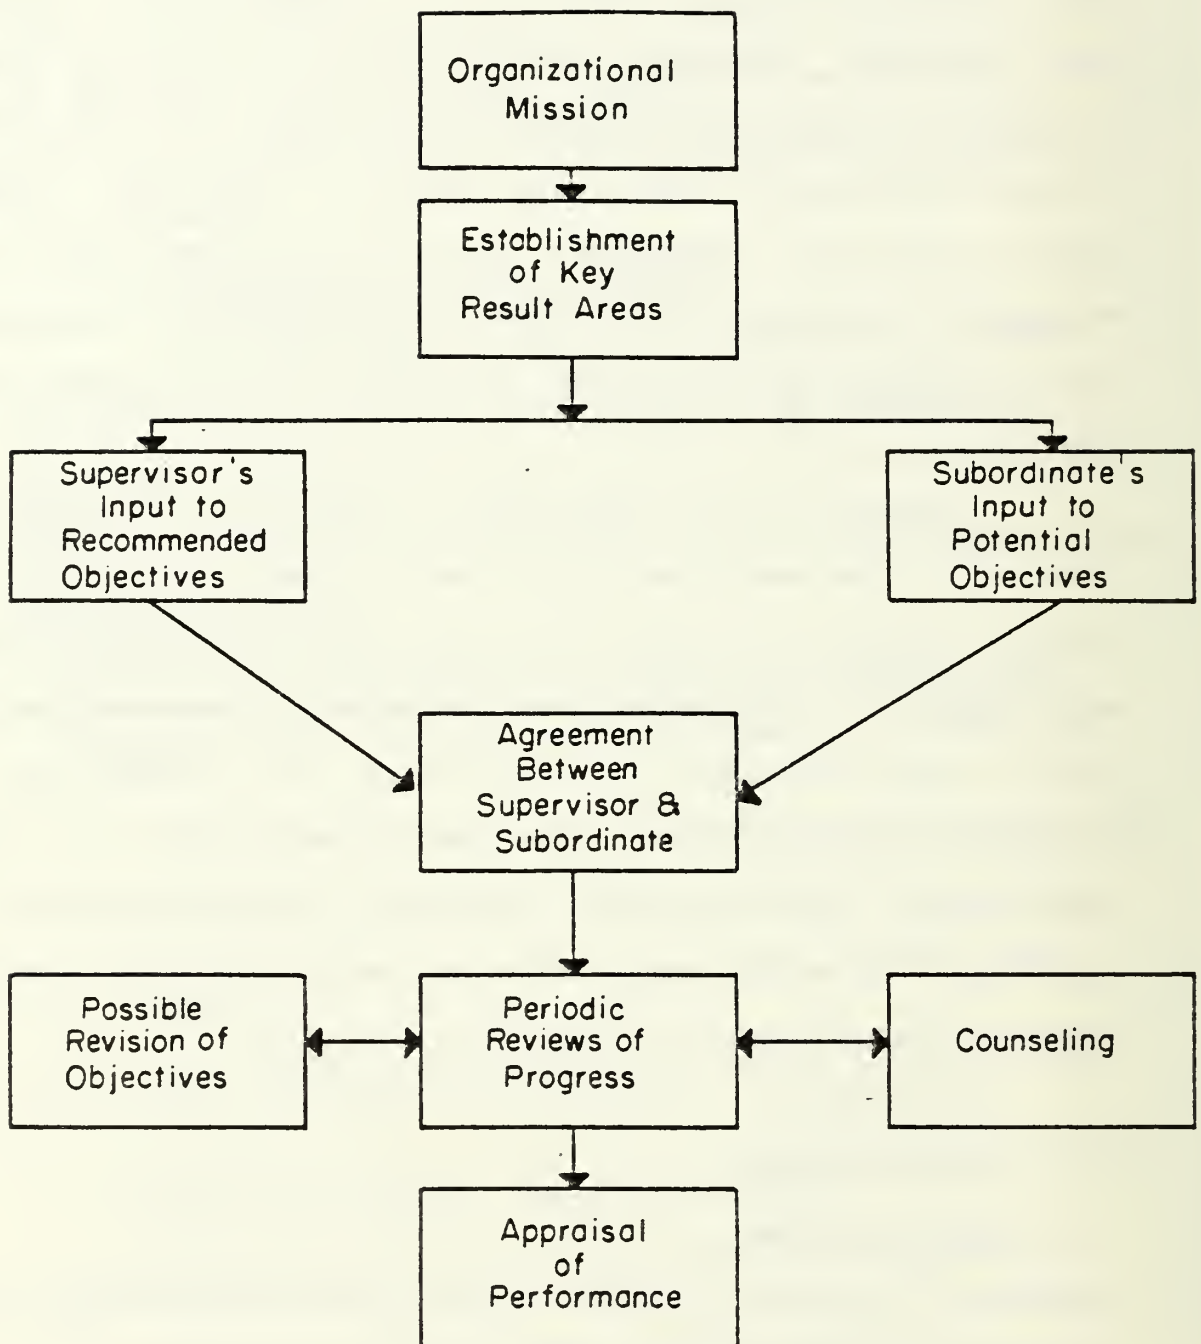 Organizational
Mission
Establishment
of Key
Result Areas
Supervisor's
Input to
Recommended
Objectives
Subordinate's
Input to
Potential
Objectives
Agreement
Between
Supervisor &
Subordinate
Possible
Revision of
Objectives
Periodic
Reviews of
Progress
Counseling
Appraisal
of
Performance